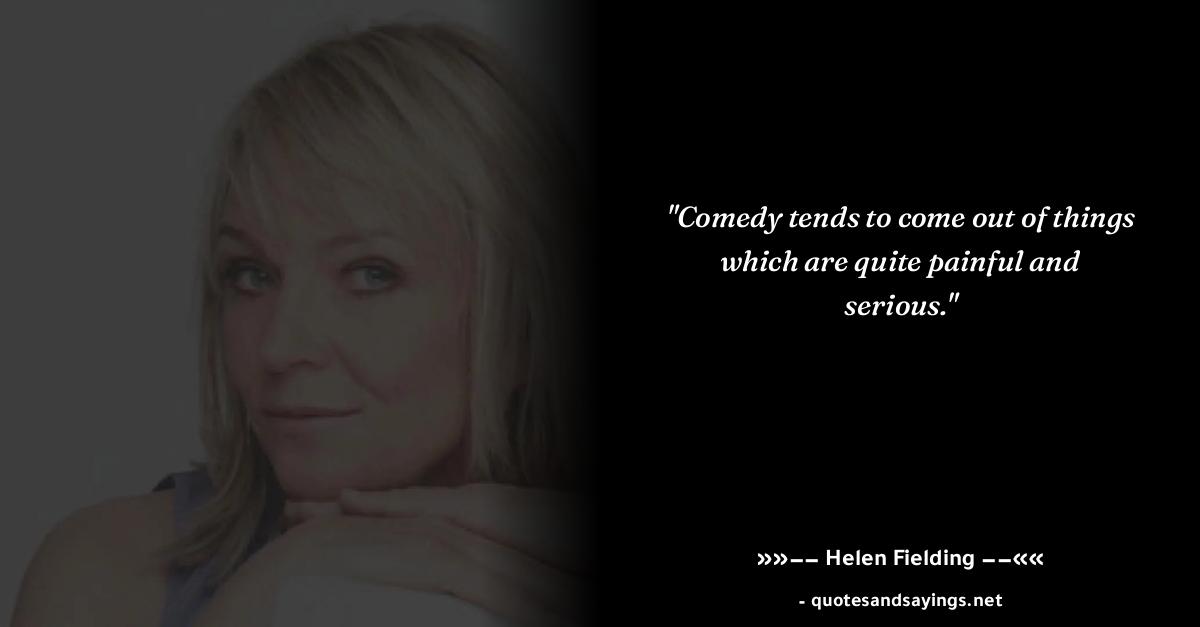 "Comedy tends to come out of things
which are quite painful and
serious."
»»–– Helen Fielding ––««
- quotesandsayings.net